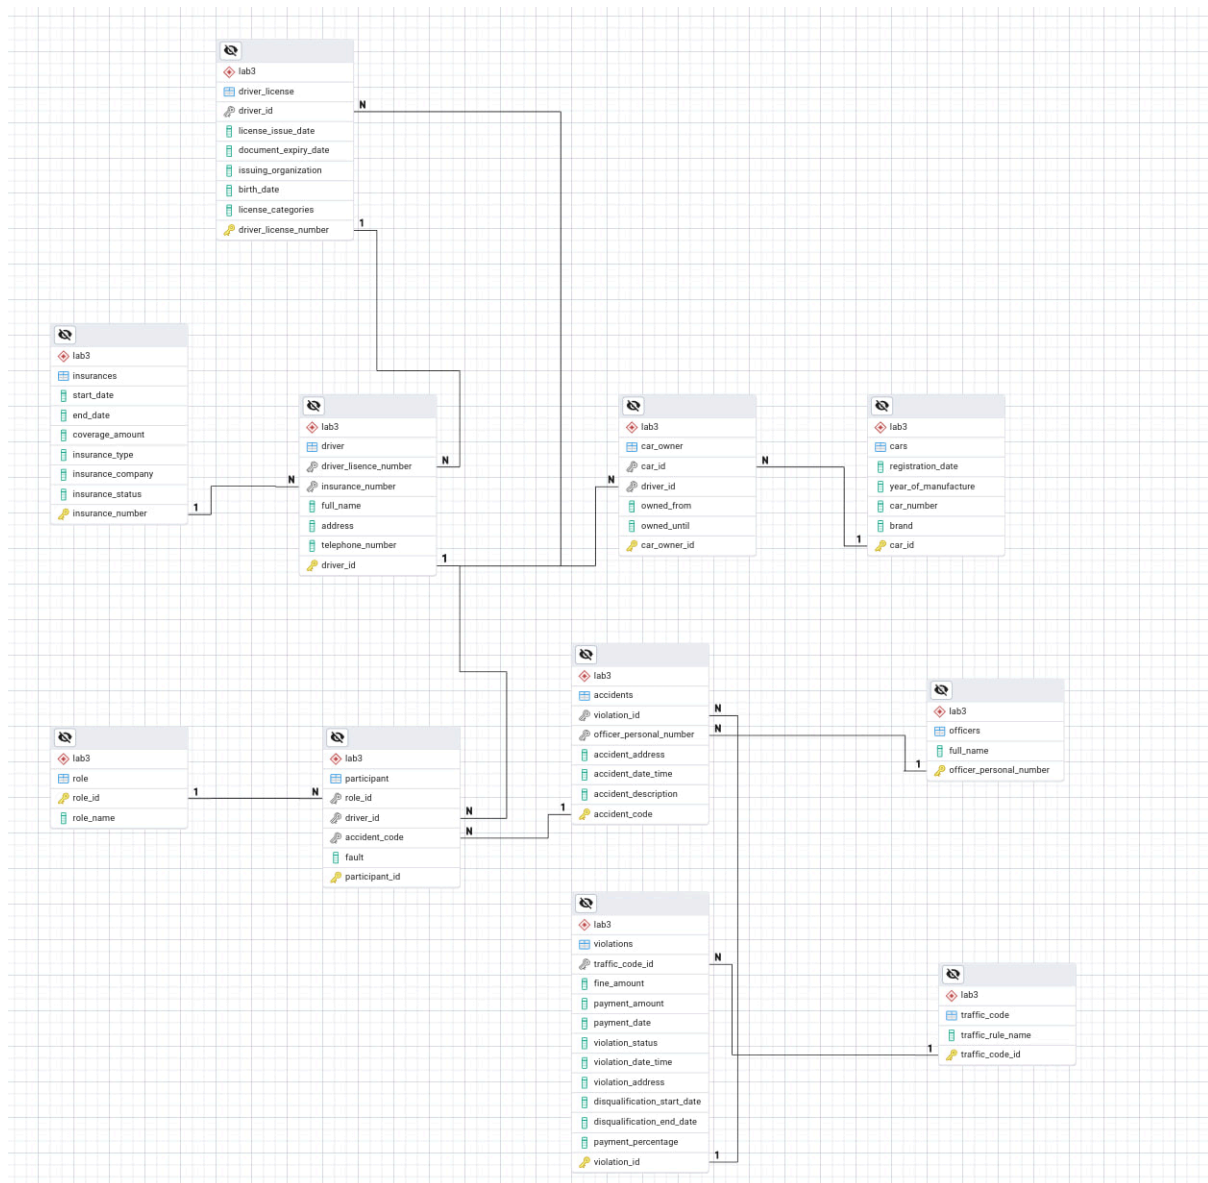 lab3
driver_license
driver_id
N
license_issue_date
document_expiry_date
issuing_organization
birth_date
license_categories
driver_license_number
1
lab3
insurances
start_date
end_date
coverage_amount
insurance_type
insurance_company
insurance_status
insurance_number
1
lab3
driver
driver_lisence_number
N
N
insurance_number
full_name
address
telephone_number
driver_id
1
lab3
car_owner
car_id
N
N
driver_id
owned_from
owned_until
car_owner_id
lab3
cars
registration_date
year_of_manufacture
car_number
brand
1
car_id
lab3
accidents
violation_id
N
officer_personal_number
N
accident_address
accident_date_time
accident_description
1
accident_code
lab3
officers
full_name
1
officer_personal_number
lab3
role
role_id
1
role_name
lab3
participant
N
role_id
driver_id
N
accident_code
N
fault
participant_id
lab3
violations
traffic_code_id
N
fine_amount
payment_amount
payment_date
violation_status
violation_date_time
violation_address
disqualification_start_date
disqualification_end_date
payment_percentage
violation_id
1
lab3
traffic_code
traffic_rule_name
1
traffic_code_id